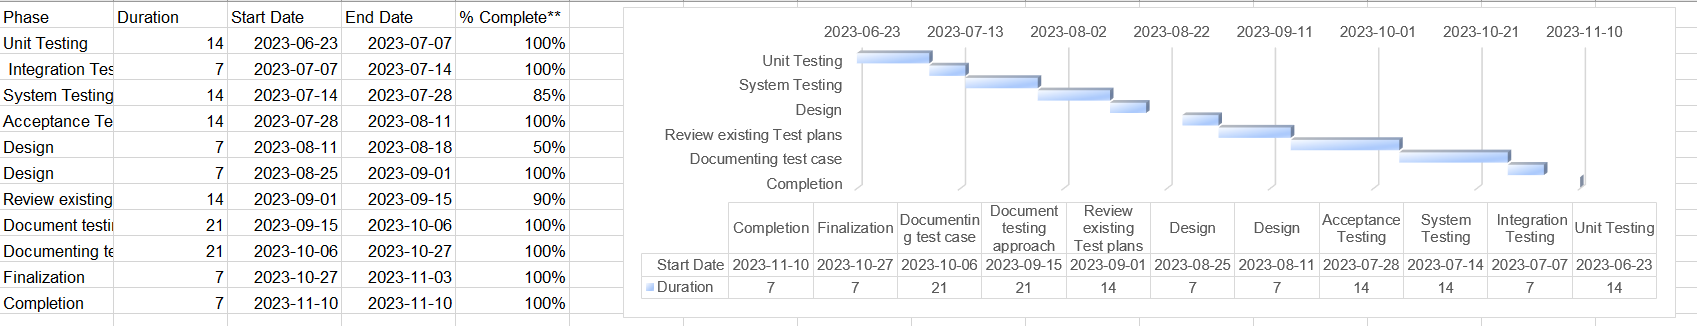 Phase Duration Start Date End Date % Complete**
Unit Testing 14 2023-06-23 2023-07-07 100%
Integration Tes 7 2023-07-07 2023-07-14 100%
System Testing 14 2023-07-14 2023-07-28 85%
Acceptance Te 14 2023-07-28 2023-08-11 100%
Design 7 2023-08-11 2023-08-18 50%
Design 7 2023-08-25 2023-09-01 100%
Review existing 14 2023-09-01 2023-09-15 90%
Document testi 21 2023-09-15 2023-10-06 100%
Documenting te 21 2023-10-06 2023-10-27 100%
Finalization 7 2023-10-27 2023-11-03 100%
Completion 7 2023-11-10 2023-11-10 100%
2023-06-23 2023-07-13 2023-08-02 2023-08-22 2023-09-11 2023-10-01 2023-10-21 2023-11-10
Unit Testing
System Testing
Design
Review existing Test plans
Documenting test case
Completion
Completion Finalization Documentin g test case Document testing approach Review existing Test plans Design Design Acceptance Testing System Testing Integration Testing Unit Testing
Start Date 2023-11-10 2023-10-27 2023-10-06 2023-09-15 2023-09-01 2023-08-25 2023-08-11 2023-07-28 2023-07-14 2023-07-07 2023-06-23
Duration 7 7 21 21 14 7 7 14 14 7 14